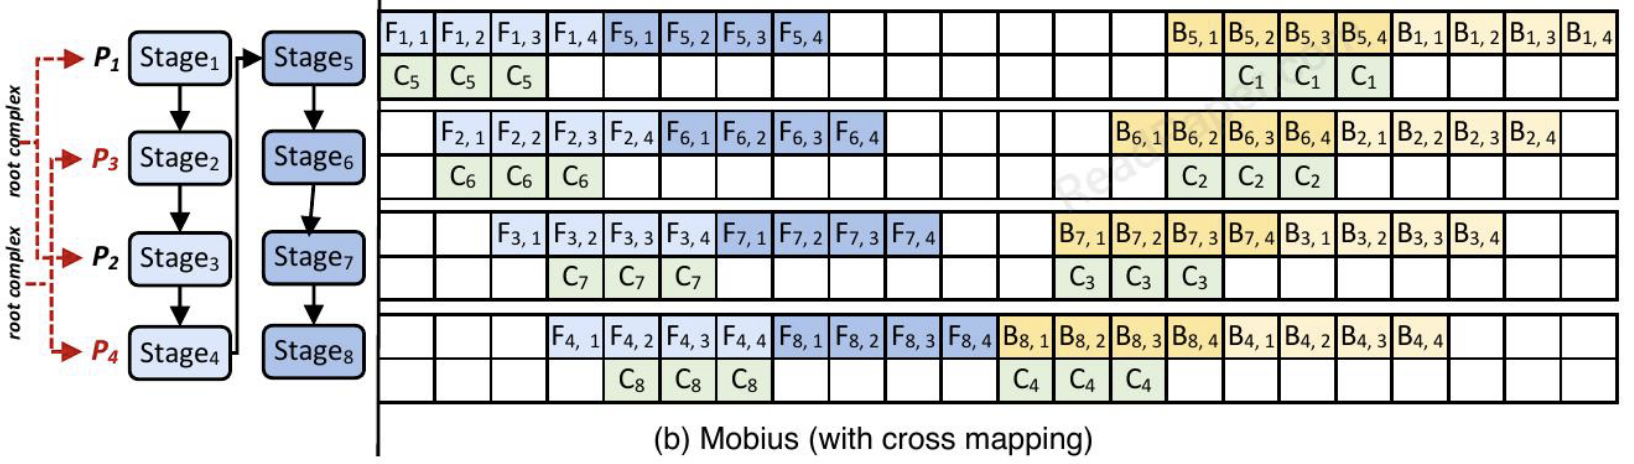 F1, 1 F1, 2 F1, 3 F1, 4 F5, 1 F5, 2 F5, 3 F5, 4 B5, 1 B5, 2 B5, 3 B5, 4 B1, 1 B1, 2 B1, 3 B1, 4
P1 Stage1 Stage5
C5 C5 C5 C1 C1 C1
root complex
F2, 1 F2, 2 F2, 3 F2, 4 F6, 1 F6, 2 F6, 3 F6, 4 B6, 1 B6, 2 B6, 3 B6, 4 B2, 1 B2, 2 B2, 3 B2, 4
P3 Stage2 Stage6
C6 C6 C6 C2 C2 C2
ReadPaper.com
F3, 1 F3, 2 F3, 3 F3, 4 F7, 1 F7, 2 F7, 3 F7, 4 B7, 1 B7, 2 B7, 3 B7, 4 B3, 1 B3, 2 B3, 3 B3, 4
P2 Stage3 Stage7
C7 C7 C7 C3 C3 C3
root complex
F4, 1 F4, 2 F4, 3 F4, 4 F8, 1 F8, 2 F8, 3 F8, 4 B8, 1 B8, 2 B8, 3 B8, 4 B4, 1 B4, 2 B4, 3 B4, 4
P4 Stage4 Stage8
C8 C8 C8 C4 C4 C4
(b) Mobius (with cross mapping)